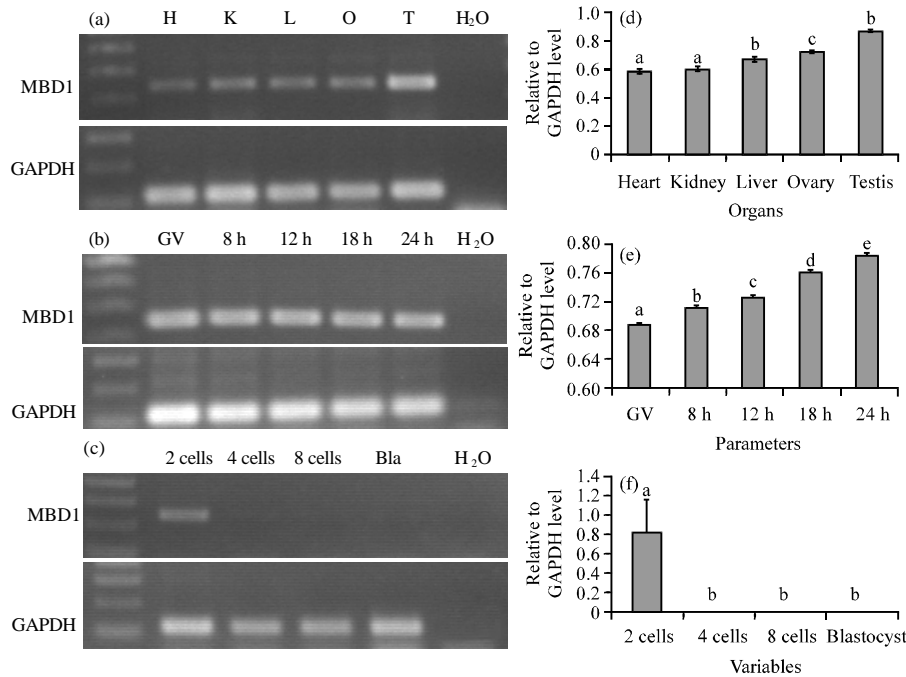 (a) H K L O T H2O
MBD1
GAPDH
(b) GV 8 h 12 h 18 h 24 h H2O
MBD1
GAPDH
(c) 2 cells 4 cells 8 cells Bla H2O
MBD1
GAPDH
(d)
Relative to
GAPDH level
1.0
0.8
0.6
0.4
0.2
0
a a b c b
Heart Kidney Liver Ovary Testis
Organs
(e)
Relative to
GAPDH level
0.80
0.76
0.72
0.68
0.64
0.60
a b c d e
GV 8 h 12 h 18 h 24 h
Parameters
(f)
Relative to
GAPDH level
1.4
1.2
1.0
0.8
0.6
0.4
0.2
0
a b b b
2 cells 4 cells 8 cells Blastocyst
Variables